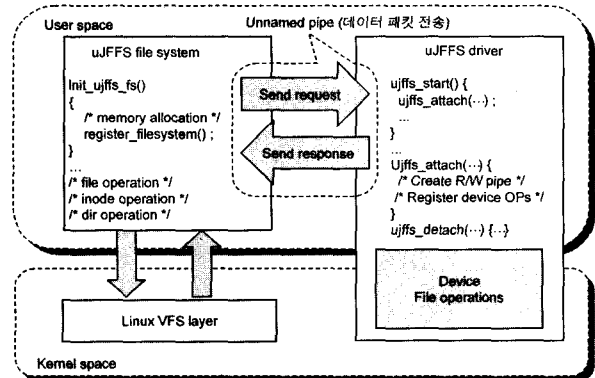 User space
Unnamed pipe (데이터 패킷 전송)
uJFFS file system
Init_ujffs_fs()
{
/* memory allocation */
register_filesystem() ;
}
...
/* file operation */
/* inode operation */
/* dir operation */
Send request
Send response
uJFFS driver
ujffs_start() {
ujffs_attach(···) ;
...
}
...
Ujffs_attach(···) {
/* Create R/W pipe */
/* Register device OPs */
}
ujffs_detach(···) {···}
Device
File operations
Linux VFS layer
Kernel space